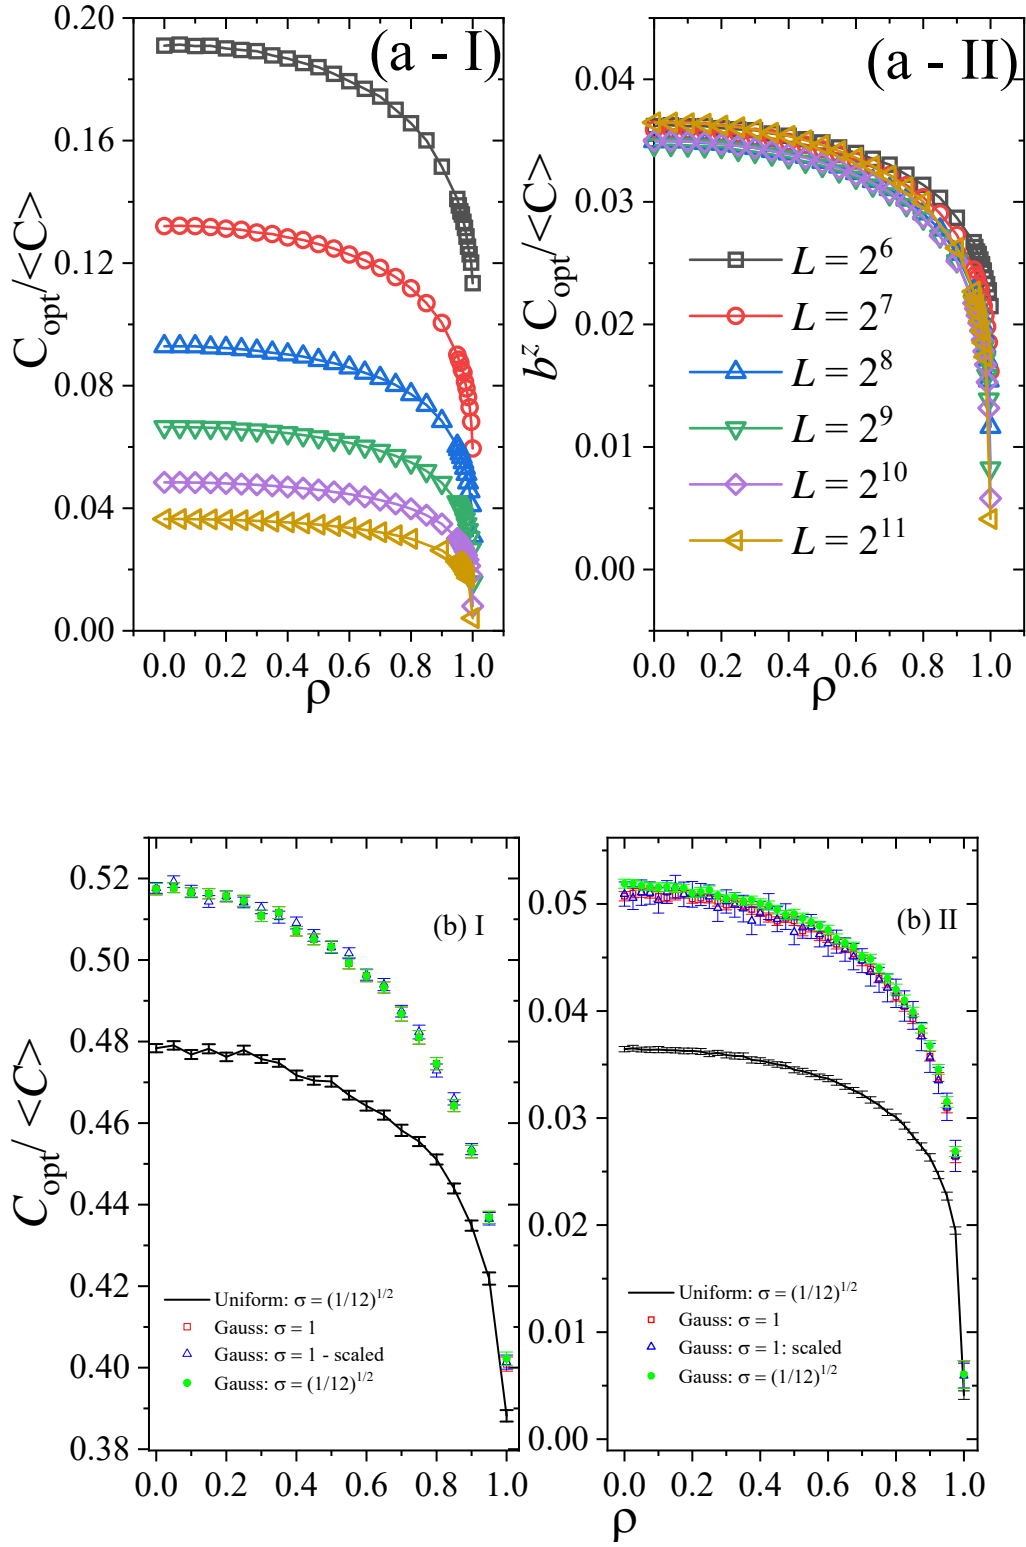 (a - I)
C_opt/<C>
0.20
0.16
0.12
0.08
0.04
0.00
0.0 0.2 0.4 0.6 0.8 1.0
ρ
(a - II)
b^z C_opt/<C>
0.04
0.03
0.02
0.01
0.00
L = 2^6
L = 2^7
L = 2^8
L = 2^9
L = 2^10
L = 2^11
0.0 0.2 0.4 0.6 0.8 1.0
ρ
(b) I
C_opt/ <C>
0.52
0.50
0.48
0.46
0.44
0.42
0.40
0.38
Uniform: σ = (1/12)^1/2
Gauss: σ = 1
Gauss: σ = 1 - scaled
Gauss: σ = (1/12)^1/2
0.0 0.2 0.4 0.6 0.8 1.0
(b) II
0.05
0.04
0.03
0.02
0.01
0.00
Uniform: σ = (1/12)^1/2
Gauss: σ = 1
Gauss: σ = 1: scaled
Gauss: σ = (1/12)^1/2
0.0 0.2 0.4 0.6 0.8 1.0
ρ